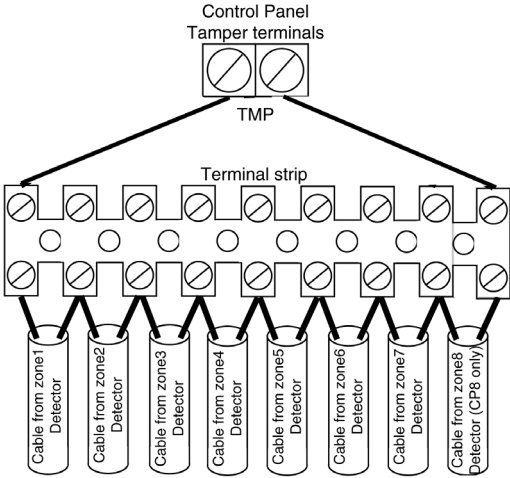 Control Panel
Tamper terminals
TMP
Terminal strip
Cable from zone1
Detector
Cable from zone2
Detector
Cable from zone3
Detector
Cable from zone4
Detector
Cable from zone5
Detector
Cable from zone6
Detector
Cable from zone7
Detector
Cable from zone8
Detector (CP8 only)